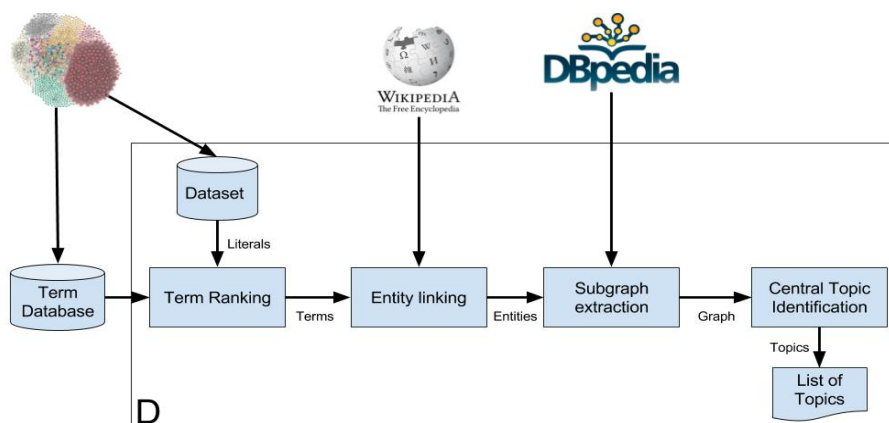 Ω
W
И
WIKIPEDIA
The Free Encyclopedia
DBpedia
Dataset
Literals
Term
Database
Term Ranking
Terms
Entity linking
Entities
Subgraph
extraction
Graph
Central Topic
Identification
Topics
List of
Topics
D